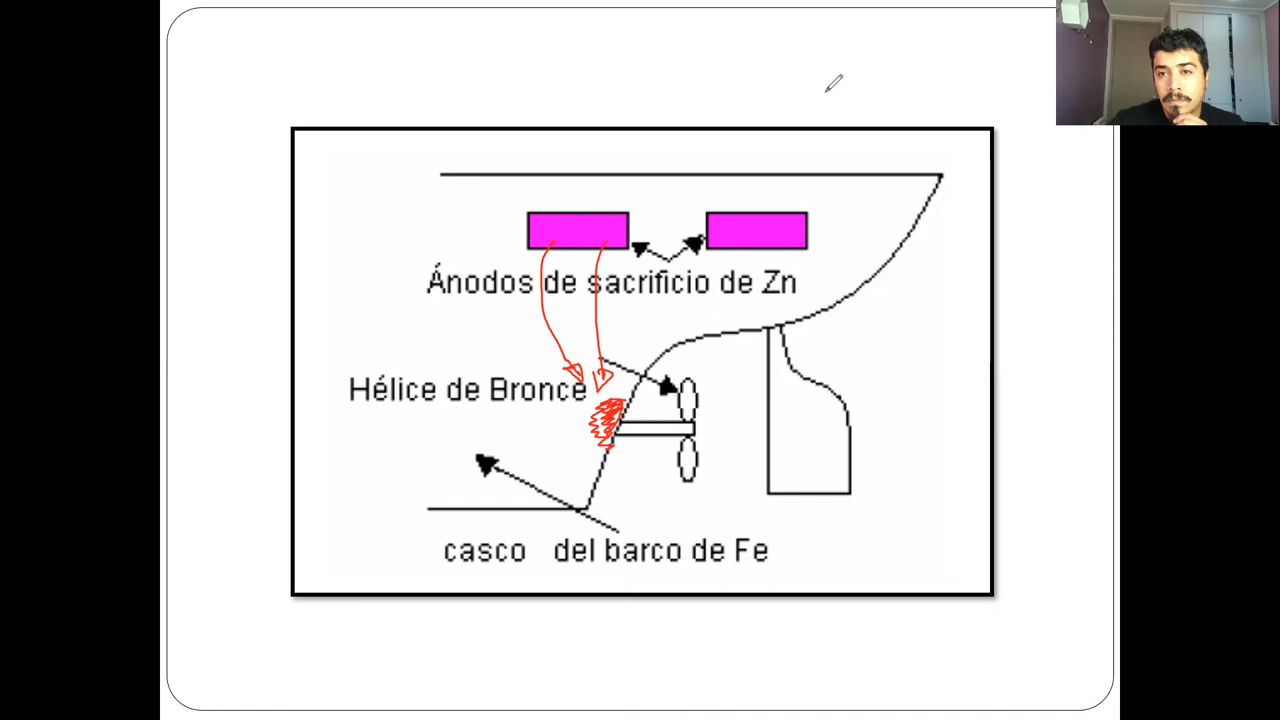 Ánodos de sacrificio de Zn
Hélice de Bronce
casco del barco de Fe